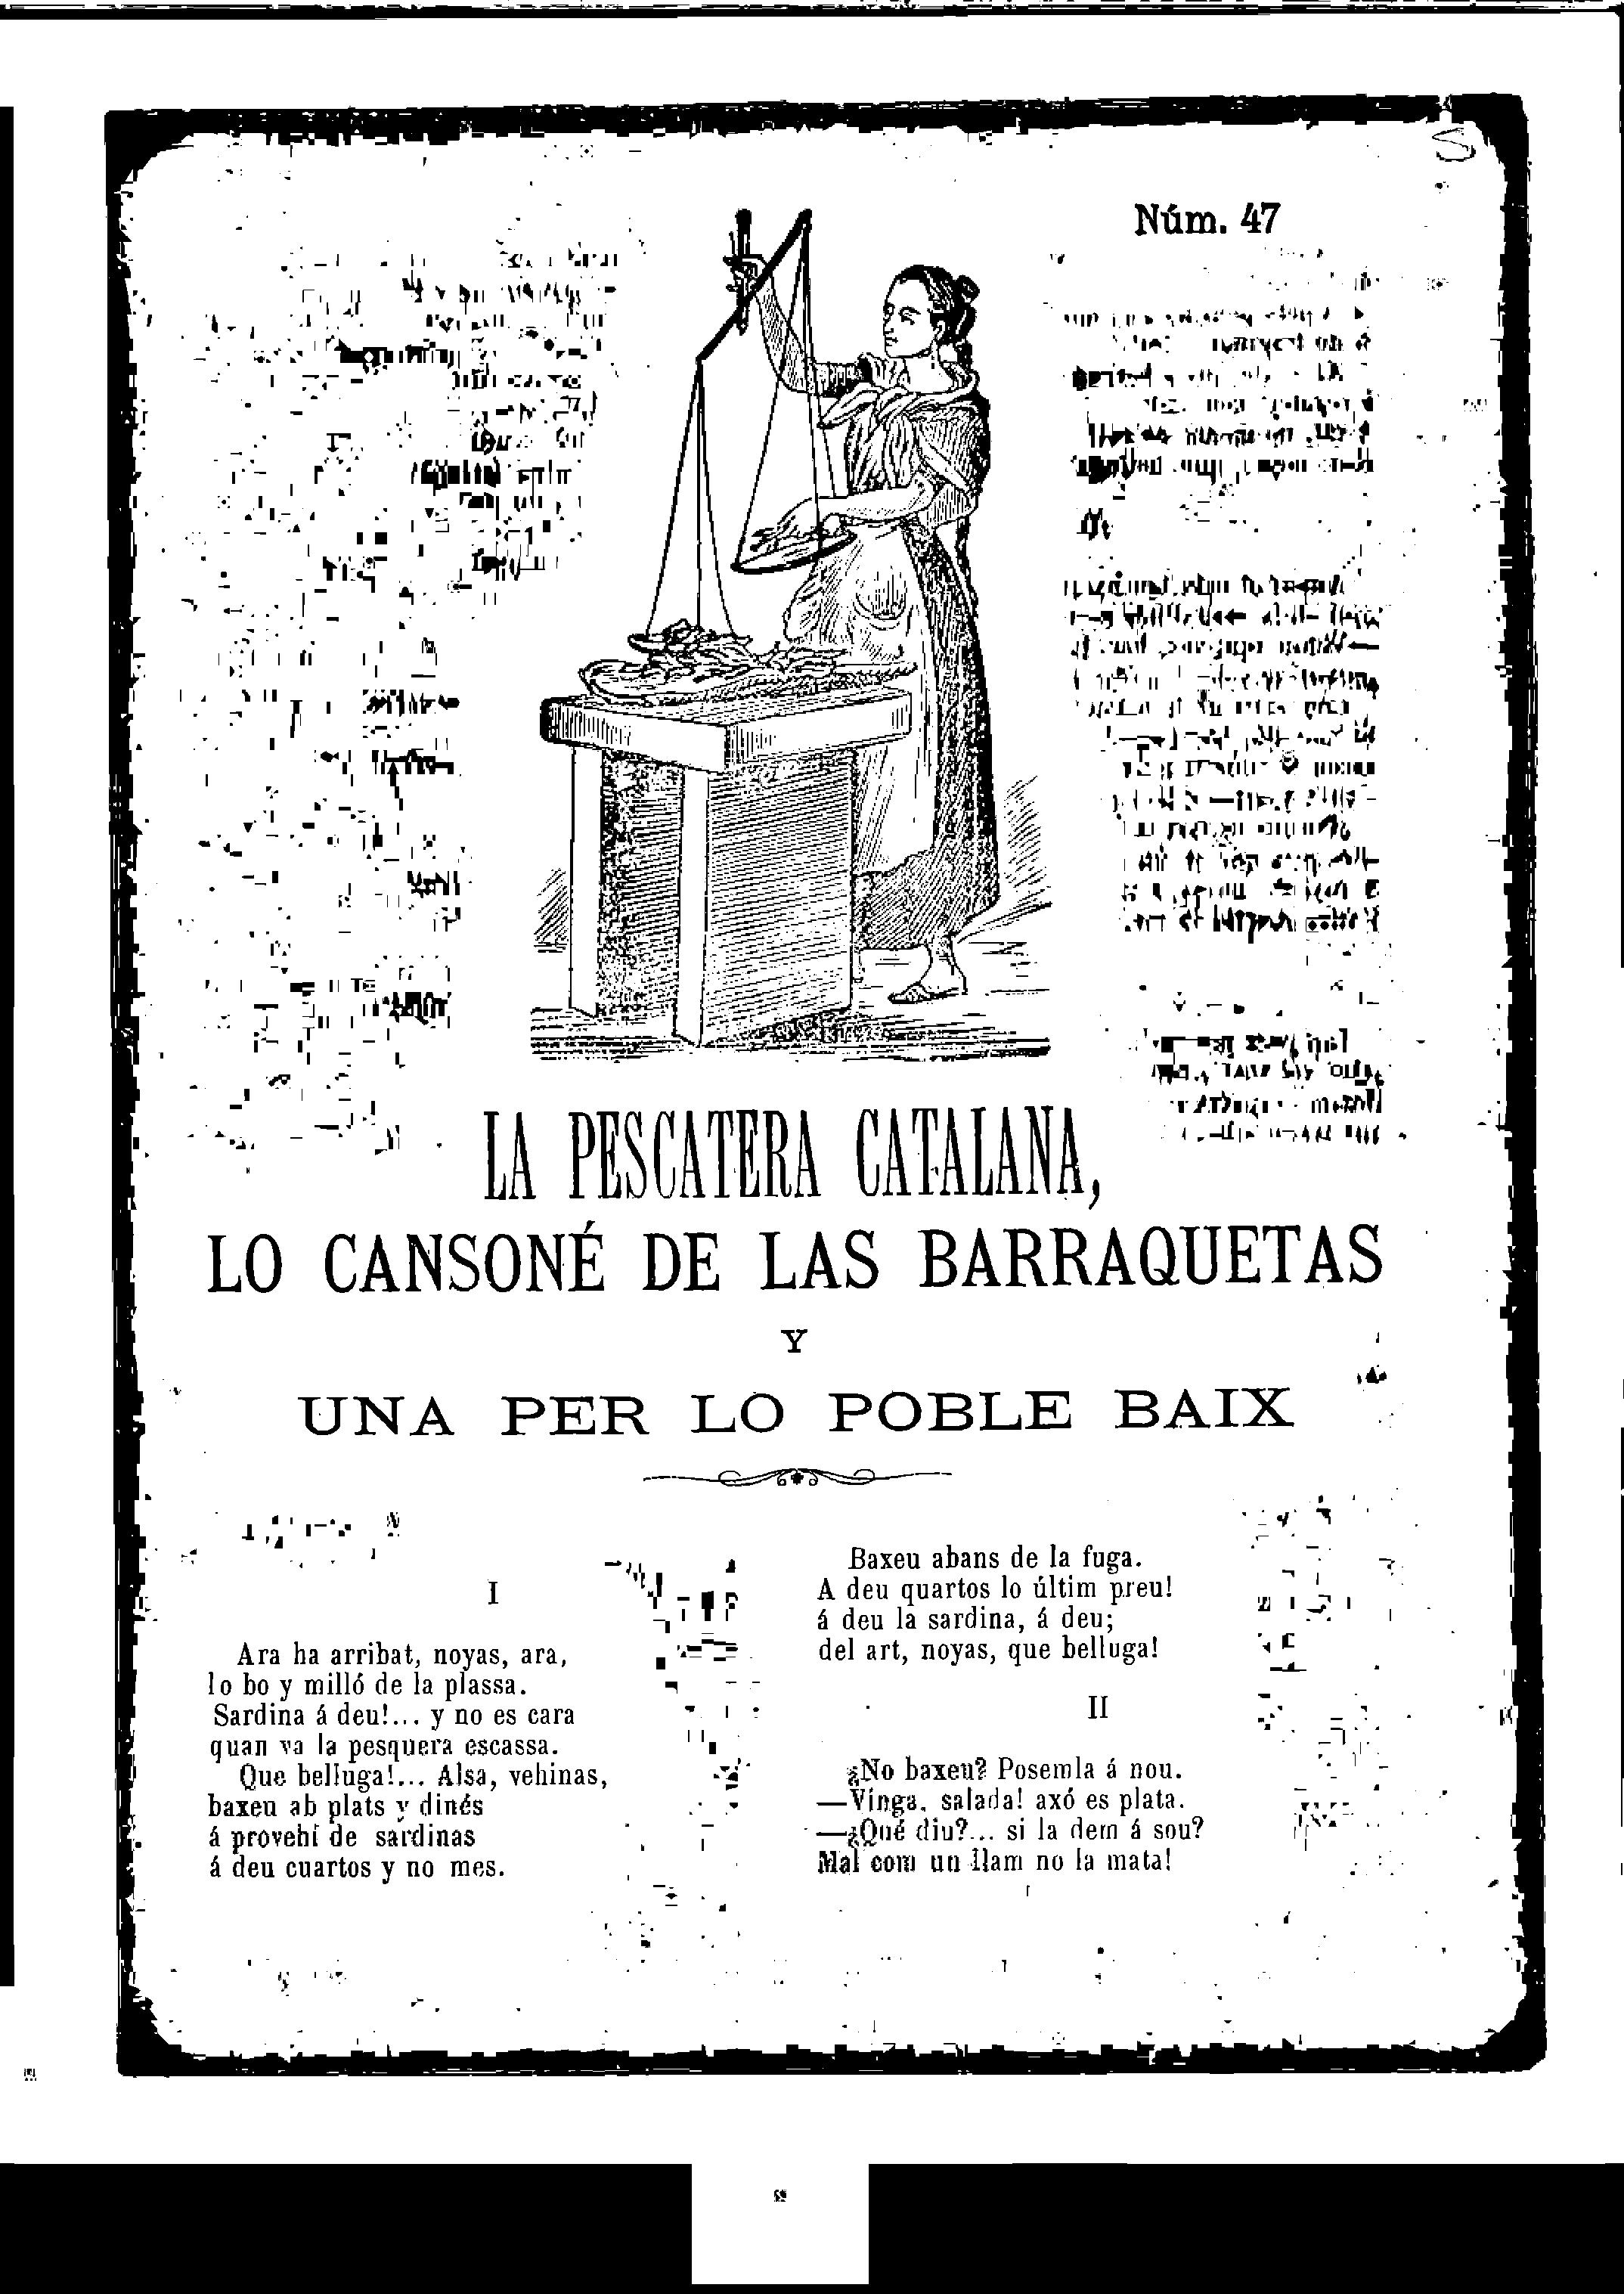 Núm. 47
LA PESCATERA CATALANA,
LO CANSONÉ DE LAS BARRAQUETAS
Y
UNA PER LO POBLE BAIX
I
Ara ha arribat, noyas, ara,
lo bo y milló de la plassa.
Sardina á deu!... y no es cara
quan va la pesquera escassa.
Que belluga!... Alsa, vehinas,
baxeu ab plats y dinés
á provehí de sardinas
á deu cuartos y no mes.
Baxeu abans de la fuga.
A deu quartos lo últim preu!
á deu la sardina, á deu;
del art, noyas, que belluga!
II
¿No baxeu? Posemla á nou.
—Vinga, salada! axó es plata.
—¿Qué diu?... si la dem á sou?
Mal com un llam no la mata!